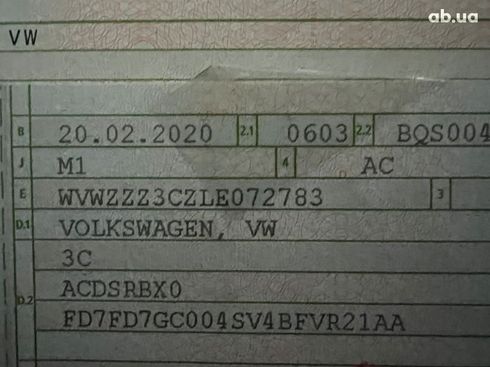 ab.ua
VW
B 20.02.2020 2.1 0603 2.2 BQS004
J M1 4 AC
E WVWZZZ3CZLE072783 3
D.1 VOLKSWAGEN, VW
3C
D.2 ACDSRBX0
FD7FD7GC004SV4BFVR21AA